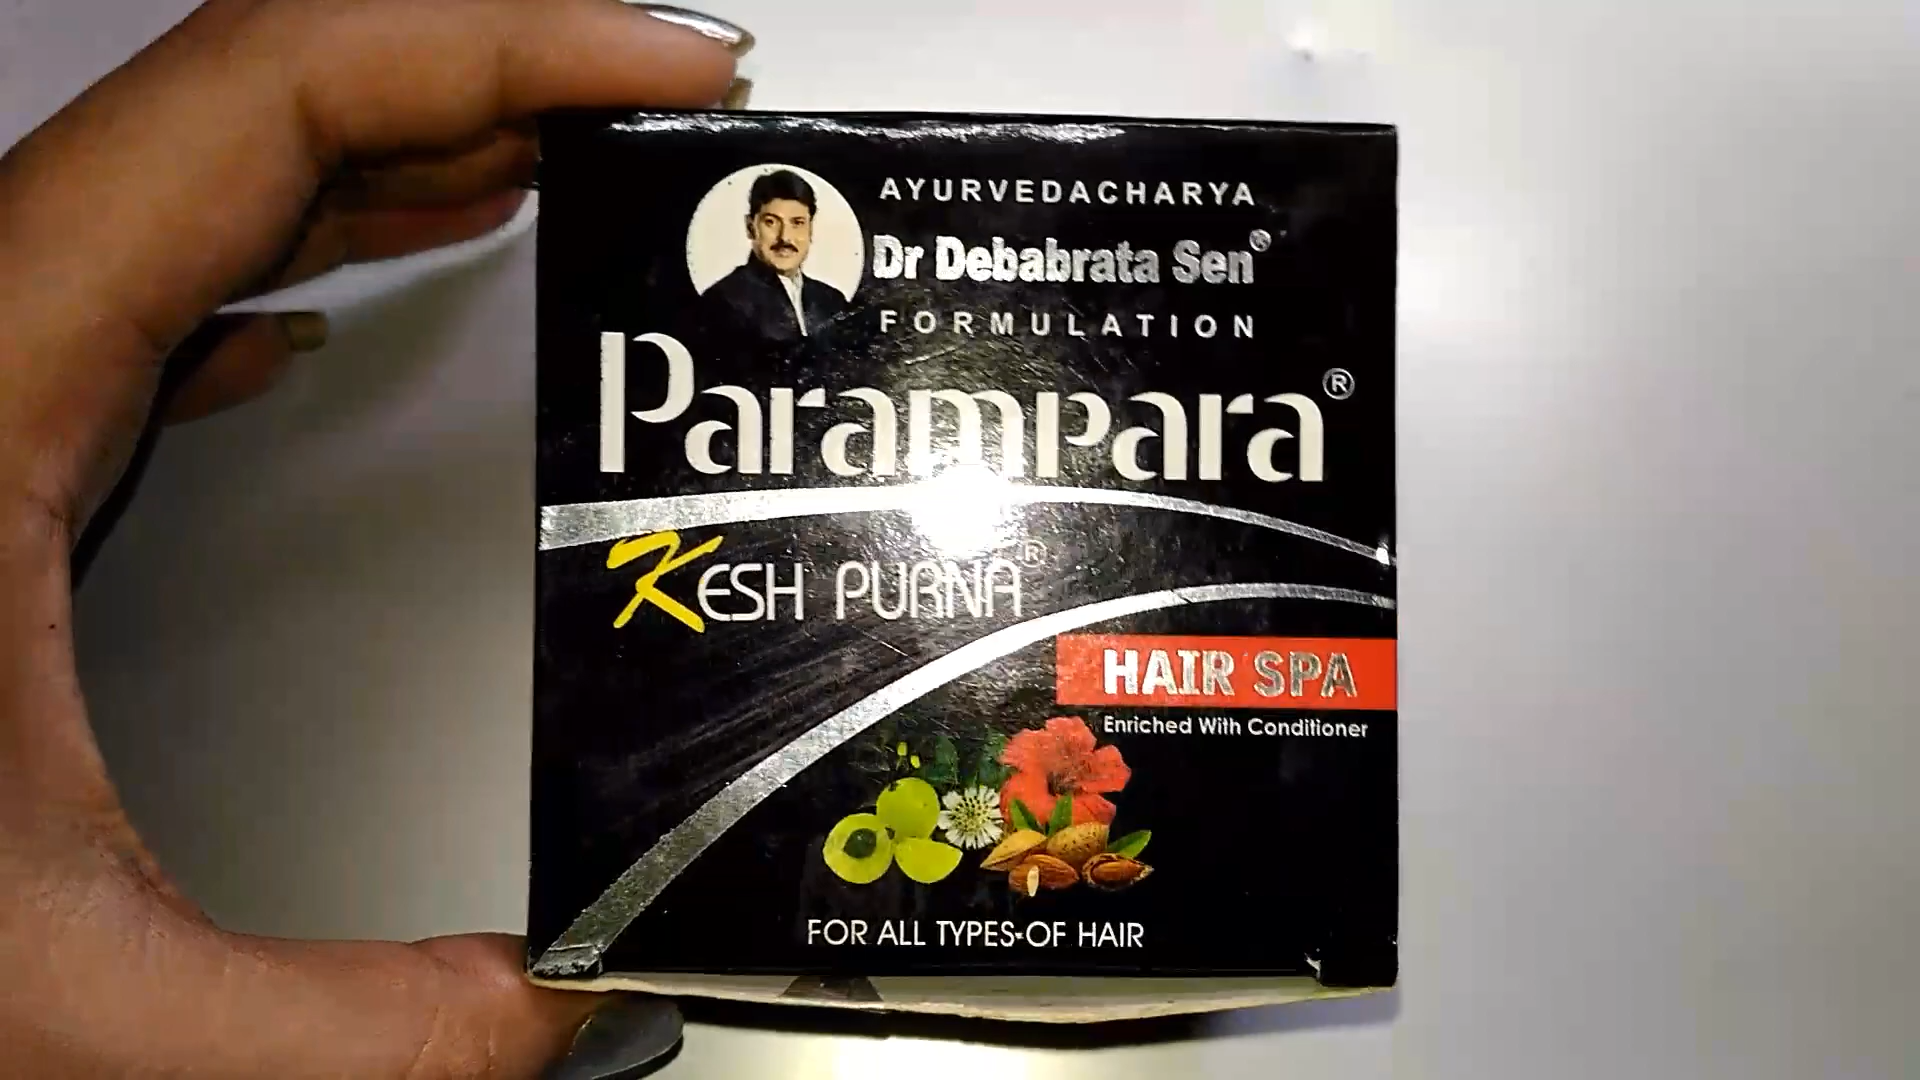 AYURVEDACHARYA
Dr Debabrata Sen®
FORMULATION
Parampara®
KESH PURNA®
HAIR SPA
Enriched With Conditioner
FOR ALL TYPES OF HAIR